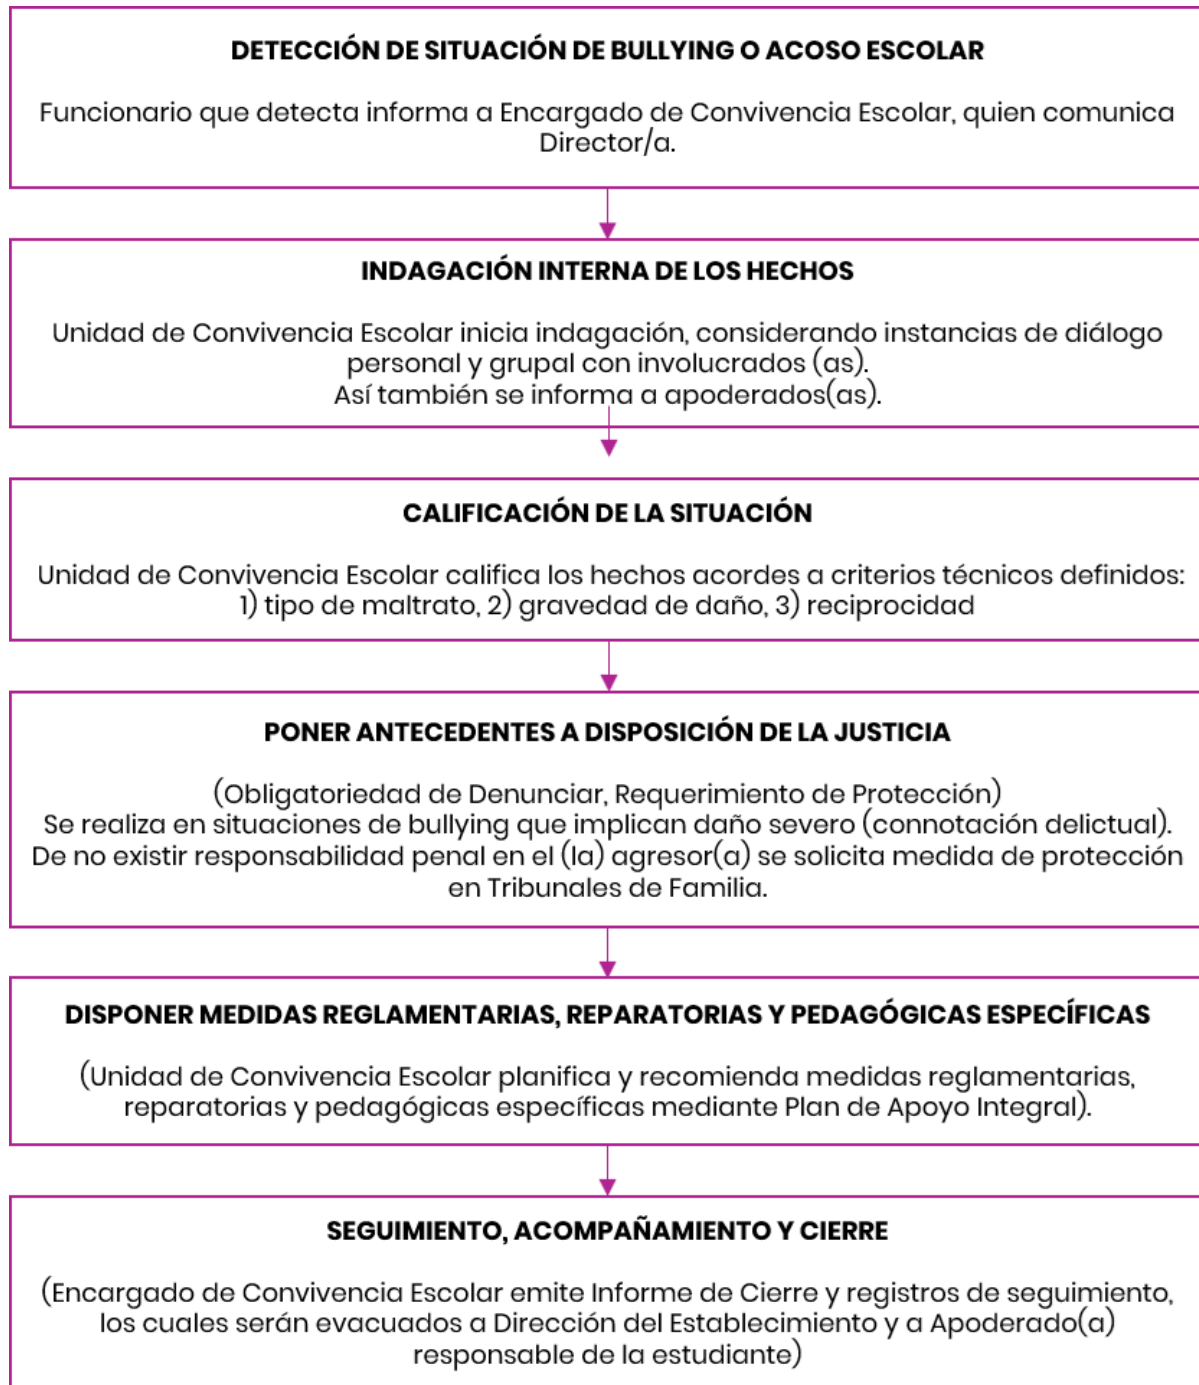 DETECCIÓN DE SITUACIÓN DE BULLYING O ACOSO ESCOLAR
Funcionario que detecta informa a Encargado de Convivencia Escolar, quien comunica
Director/a.
INDAGACIÓN INTERNA DE LOS HECHOS
Unidad de Convivencia Escolar inicia indagación, considerando instancias de diálogo
personal y grupal con involucrados (as).
Así también se informa a apoderados(as).
CALIFICACIÓN DE LA SITUACIÓN
Unidad de Convivencia Escolar califica los hechos acordes a criterios técnicos definidos:
1) tipo de maltrato, 2) gravedad de daño, 3) reciprocidad
PONER ANTECEDENTES A DISPOSICIÓN DE LA JUSTICIA
(Obligatoriedad de Denunciar, Requerimiento de Protección)
Se realiza en situaciones de bullying que implican daño severo (connotación delictual).
De no existir responsabilidad penal en el (la) agresor(a) se solicita medida de protección
en Tribunales de Familia.
DISPONER MEDIDAS REGLAMENTARIAS, REPARATORIAS Y PEDAGÓGICAS ESPECÍFICAS
(Unidad de Convivencia Escolar planifica y recomienda medidas reglamentarias,
reparatorias y pedagógicas específicas mediante Plan de Apoyo Integral).
SEGUIMIENTO, ACOMPAÑAMIENTO Y CIERRE
(Encargado de Convivencia Escolar emite Informe de Cierre y registros de seguimiento,
los cuales serán evacuados a Dirección del Establecimiento y a Apoderado(a)
responsable de la estudiante)